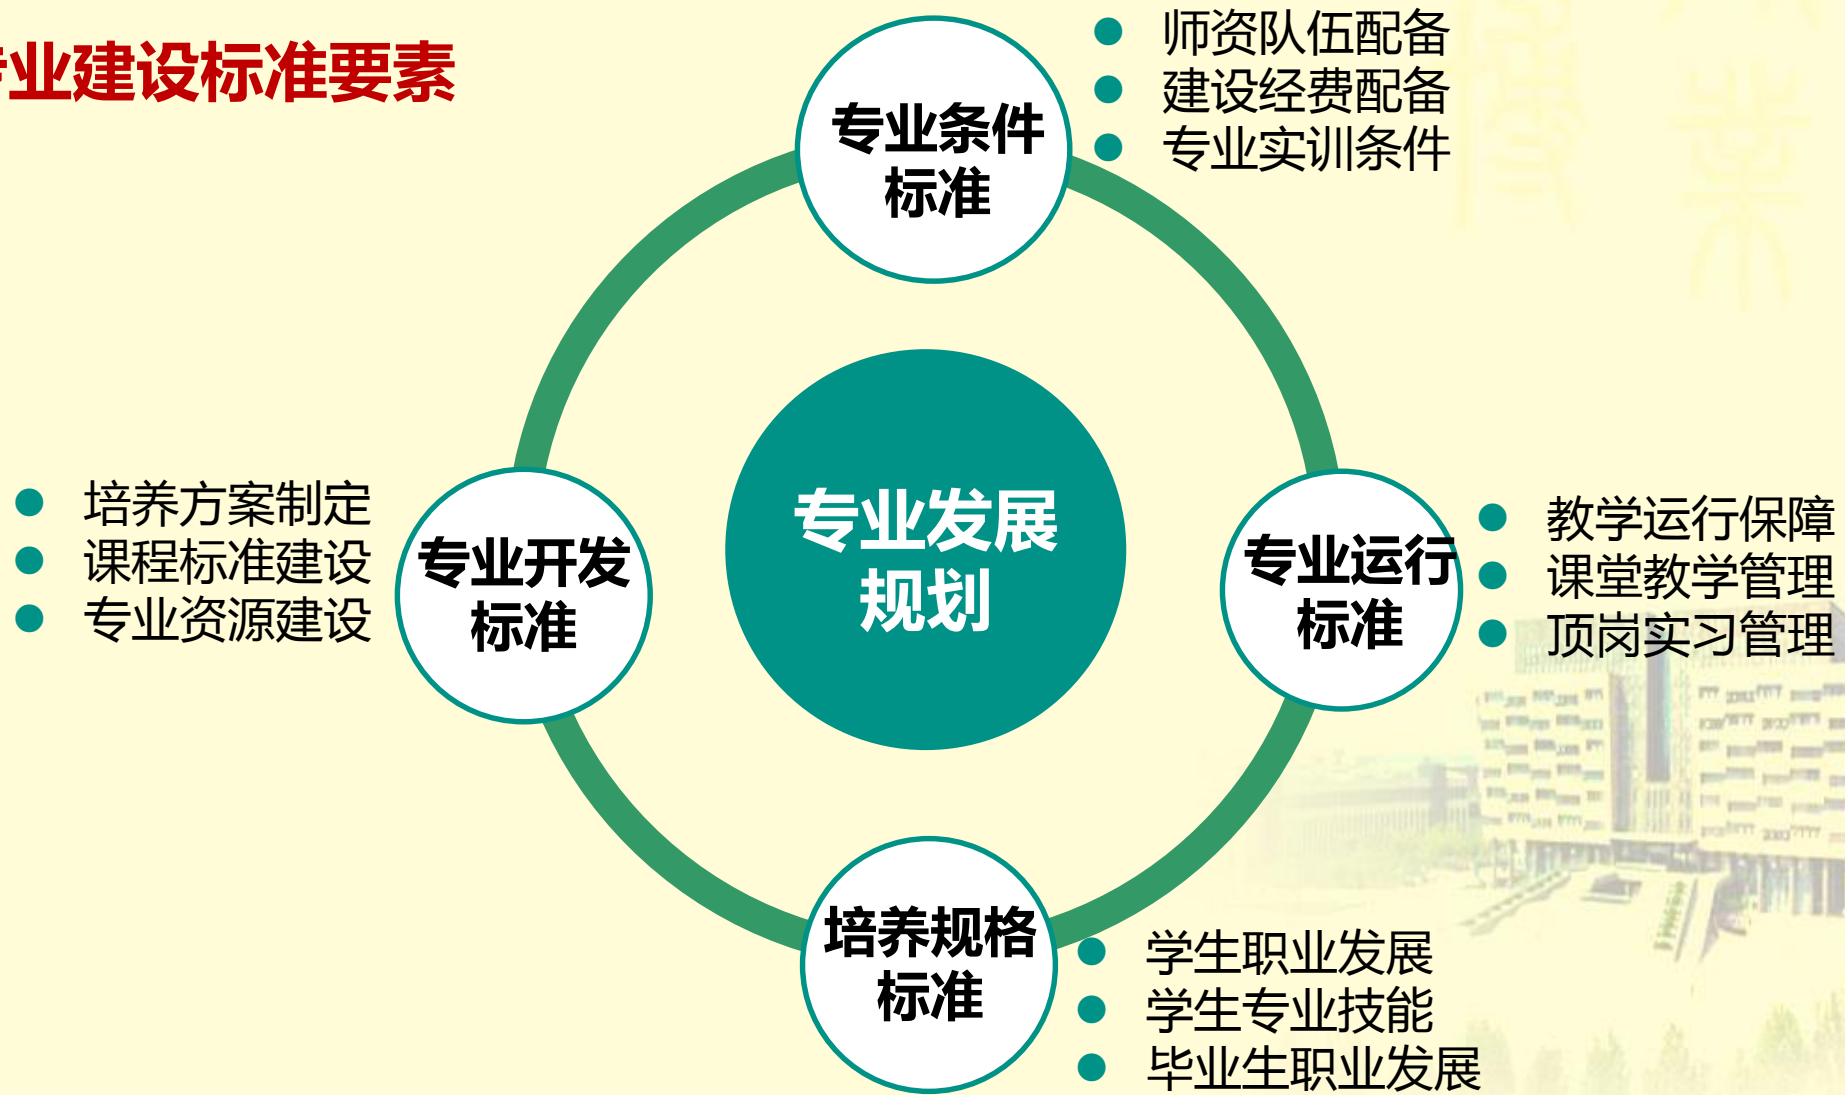 专业建设标准要素
专业条件
标准
师资队伍配备
建设经费配备
专业实训条件
培养方案制定
课程标准建设
专业资源建设
专业开发
标准
专业发展
规划
专业运行
标准
教学运行保障
课堂教学管理
顶岗实习管理
培养规格
标准
学生职业发展
学生专业技能
毕业生职业发展